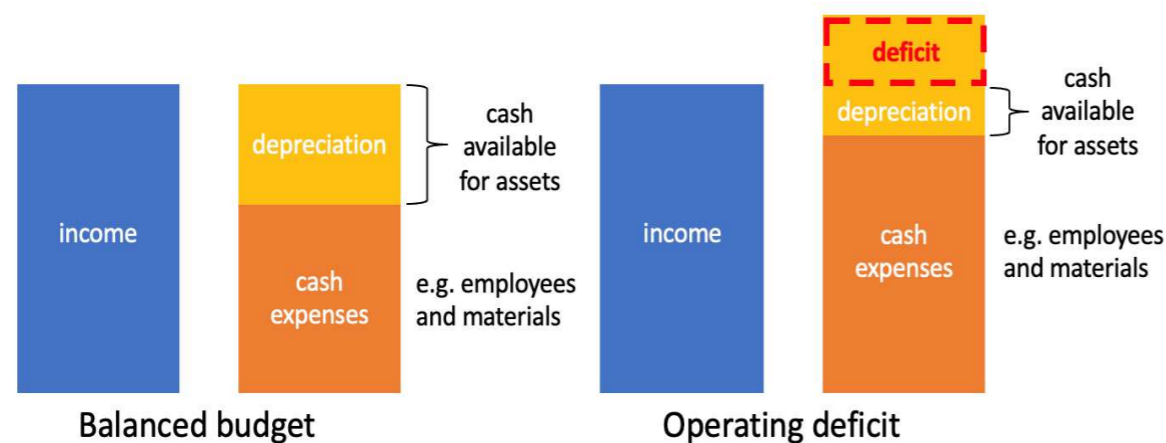 income
depreciation
cash
expenses
cash
available
for assets
e.g. employees
and materials
Balanced budget
income
deficit
depreciation
cash
expenses
cash
available
for assets
e.g. employees
and materials
Operating deficit